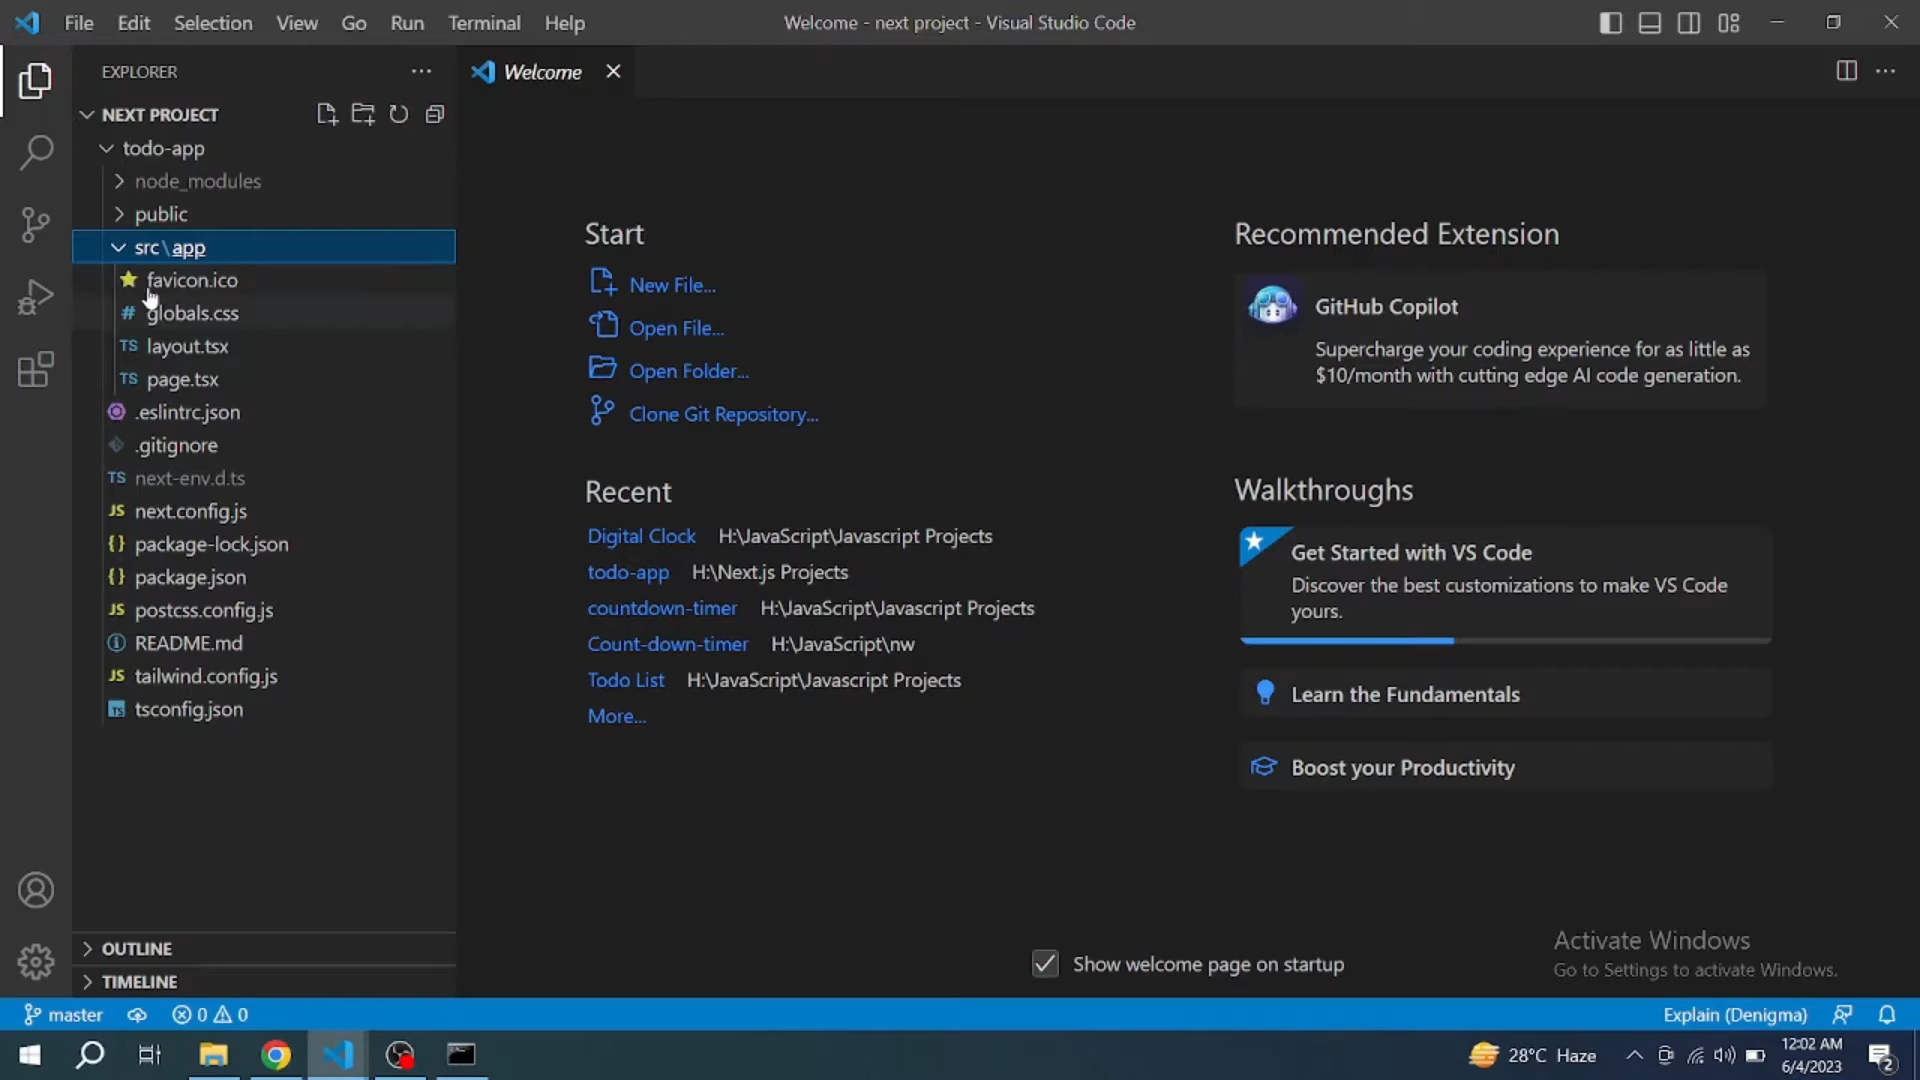 File Edit Selection View Go Run Terminal Help
Welcome - next project - Visual Studio Code
EXPLORER
Welcome
NEXT PROJECT
todo-app
node_modules
public
src\app
favicon.ico
globals.css
TS layout.tsx
TS page.tsx
.eslintrc.json
.gitignore
TS next-env.d.ts
JS next.config.js
{} package-lock.json
{} package.json
JS postcss.config.js
README.md
JS tailwind.config.js
TS tsconfig.json
OUTLINE
TIMELINE
Start
New File...
Open File...
Open Folder...
Clone Git Repository...
Recent
Digital Clock H:\JavaScript\Javascript Projects
todo-app H:\Next.js Projects
countdown-timer H:\JavaScript\Javascript Projects
Count-down-timer H:\JavaScript\nw
Todo List H:\JavaScript\Javascript Projects
More...
Recommended Extension
GitHub Copilot
Supercharge your coding experience for as little as
$10/month with cutting edge AI code generation.
Walkthroughs
Get Started with VS Code
Discover the best customizations to make VS Code
yours.
Learn the Fundamentals
Boost your Productivity
Show welcome page on startup
Activate Windows
Go to Settings to activate Windows.
master 0 0
Explain (Denigma)
28°C Haze
12:02 AM
6/4/2023
2